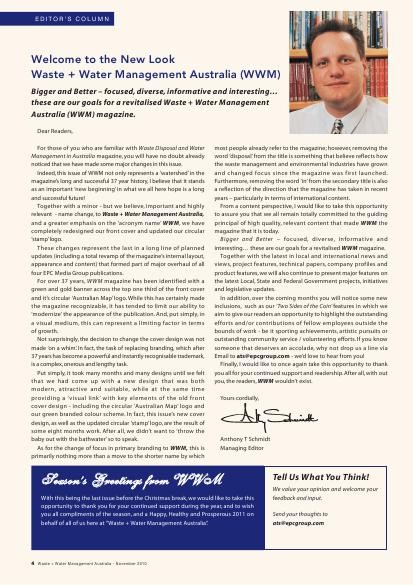 EDITOR'S COLUMN
Welcome to the New Look
Waste + Water Management Australia (WWM)
Bigger and Better – focused, diverse, informative and interesting…
these are our goals for a revitalised Waste + Water Management
Australia (WWM) magazine.
Dear Readers,
For those of you who are familiar with Waste Disposal and Water
Management in Australia magazine, you will have no doubt already
noticed that we have made some major changes in this issue.
Indeed, this issue of WWM not only represents a 'watershed' in the
magazine's long and successful 37 year history, I believe that it stands
as an important 'new beginning' in what we all here hope is a long
and successful future!
Together with a minor - but we believe, important and highly
relevant - name change, to Waste + Water Management Australia,
and a greater emphasis on the 'acronym name' WWM, we have
completely redesigned our front cover and updated our circular
'stamp' logo.
These changes represent the last in a long line of planned
updates (including a total revamp of the magazine's internal layout,
appearance and content) that formed part of major overhaul of all
four EPC Media Group publications.
For over 37 years, WWM magazine has been identified with a
green and gold banner across the top one third of the front cover
and it's circular 'Australian Map' logo. While this has certainly made
the magazine recognizable, it has tended to limit our ability to
'modernize' the appearance of the publication. And, put simply, in
a visual medium, this can represent a limiting factor in terms
of growth.
Not surprisingly, the decision to change the cover design was not
made 'on a whim'. In fact, the task of replacing branding, which after
37 years has become a powerful and instantly recognisable trademark,
is a complex, onerous and lengthy task.
Put simply, it took many months and many designs until we felt
that we had come up with a new design that was both
modern, attractive and suitable, while at the same time
providing a 'visual link' with key elements of the old front
cover design - including the circular 'Australian Map' logo and
our green branded colour scheme. In fact, this issue's new cover
design, as well as the updated circular 'stamp' logo, are the result of
some eight months work. After all, we didn't want to 'throw the
baby out with the bathwater' so to speak.
As for the change of focus in primary branding to WWM, this is
primarily nothing more than a move to the shorter name by which
most people already refer to the magazine; however, removing the
word 'disposal' from the title is something that believe reflects how
the waste management and environmental industries have grown
and changed focus since the magazine was first launched.
Furthermore, removing the word 'in' from the secondary title is also
a reflection of the direction that the magazine has taken in recent
years – particularly in terms of international content.
From a content perspective, I would like to take this opportunity
to assure you that we all remain totally committed to the guiding
principal of high quality, relevant content that made WWM the
magazine that it is today.
Bigger and Better – focused, diverse, informative and
interesting… these are our goals for a revitalised WWM magazine.
Together with the latest in local and international news and
views, project features, technical papers, company profiles and
product features, we will also continue to present major features on
the latest Local, State and Federal Government projects, initiatives
and legislative updates.
In addition, over the coming months you will notice some new
inclusions, such as our 'Two Sides of the Coin' features in which we
aim to give our readers an opportunity to highlight the outstanding
efforts and/or contributions of fellow employees outside the
bounds of work - be it sporting achievements, artistic pursuits or
outstanding community service / volunteering efforts. If you know
someone that deserves an accolade, why not drop us a line via
Email to ats@epcgroup.com - we'd love to hear from you!
Finally, I would like to once again take this opportunity to thank
you all for your continued support and readership. After all, with out
you, the readers, WWM wouldn't exist.
Yours cordially,
Anthony T Schmidt
Managing Editor
Season's Greetings from WWM
With this being the last issue before the Christmas break, we would like to take this
opportunity to thank you for your continued support during the year, and to wish
you all compliments of the season, and a Happy, Healthy and Prosperous 2011 on
behalf of all of us here at "Waste + Water Management Australia".
Tell Us What You Think!
We value your opinion and welcome your
feedback and input.
Send your thoughts to
ats@epcgroup.com
4 Waste + Water Management Australia - November 2010